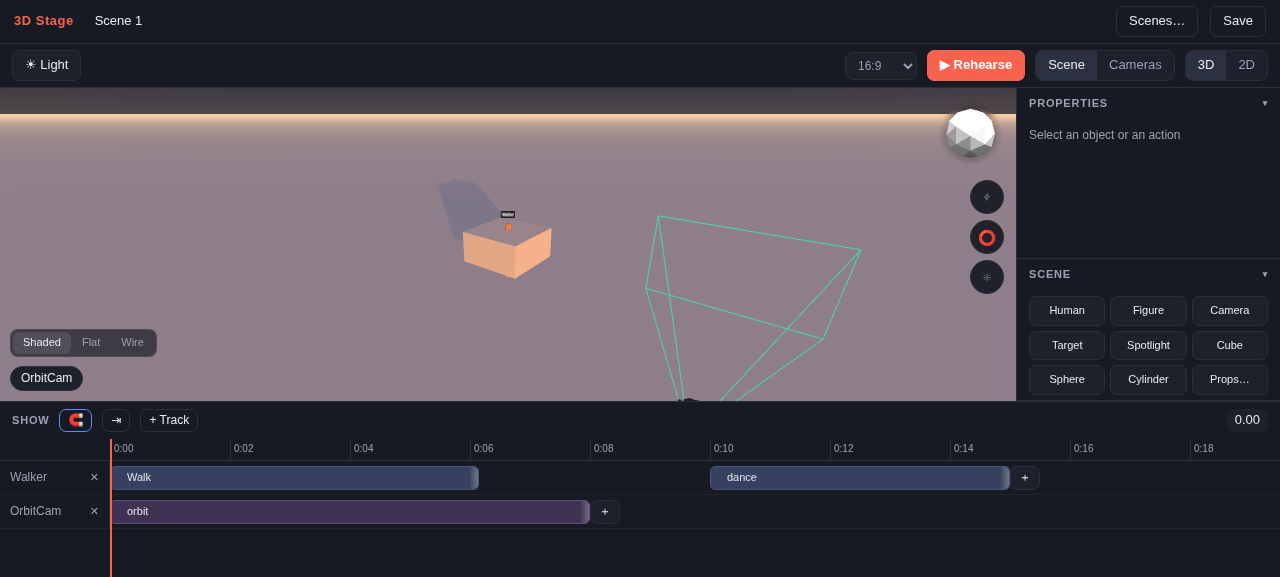 3D Stage Scene 1 Scenes… Save
☀ Light 16:9 ▶ Rehearse Scene Cameras 3D 2D
PROPERTIES ▾
Select an object or an action
Walker
Shaded Flat Wire
OrbitCam
SCENE ▾
Human Figure Camera
Target Spotlight Cube
Sphere Cylinder Props…
SHOW + Track 0.00
0:00 0:02 0:04 0:06 0:08 0:10 0:12 0:14 0:16 0:18
Walker × Walk dance +
OrbitCam × orbit +